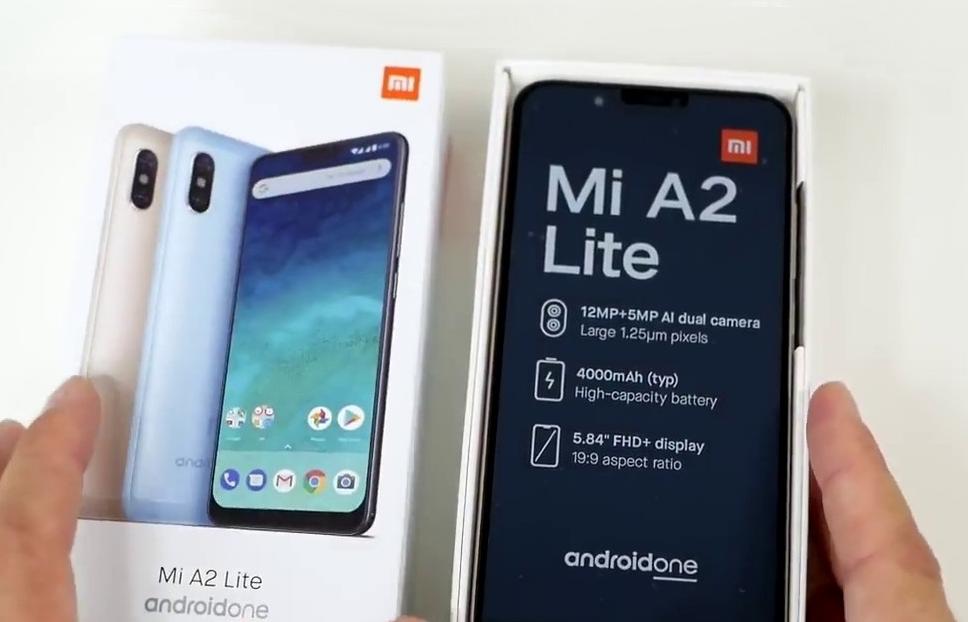 mi
andr
Mi A2 Lite
androidone
mi
Mi A2
Lite
12MP+5MP AI dual camera
Large 1.25µm pixels
4000mAh (typ)
High-capacity battery
5.84" FHD+ display
19:9 aspect ratio
androidone